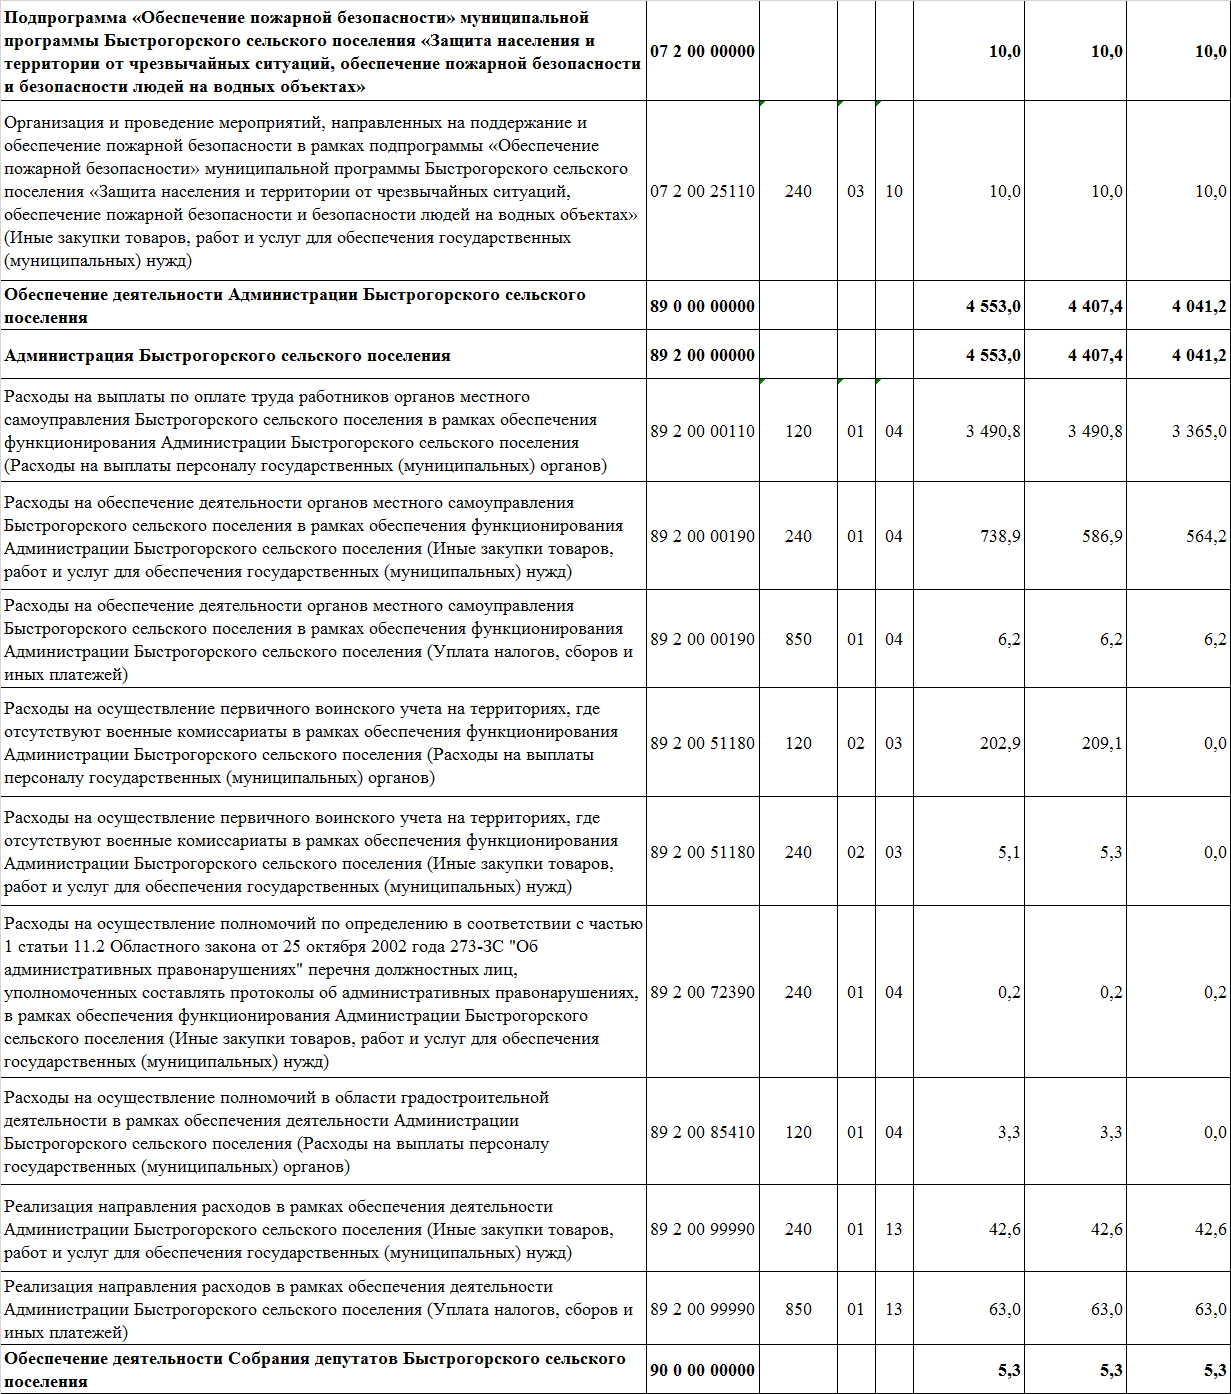 Подпрограмма «Обеспечение пожарной безопасности» муниципальной
программы Быстрогорского сельского поселения «Защита населения и
территории от чрезвычайных ситуаций, обеспечение пожарной безопасности
и безопасности людей на водных объектах»
07 2 00 00000 10,0 10,0 10,0
Организация и проведение мероприятий, направленных на поддержание и
обеспечение пожарной безопасности в рамках подпрограммы «Обеспечение
пожарной безопасности» муниципальной программы Быстрогорского сельского
поселения «Защита населения и территории от чрезвычайных ситуаций,
обеспечение пожарной безопасности и безопасности людей на водных объектах»
(Иные закупки товаров, работ и услуг для обеспечения государственных
(муниципальных) нужд)
07 2 00 25110 240 03 10 10,0 10,0 10,0
Обеспечение деятельности Администрации Быстрогорского сельского
поселения
89 0 00 00000 4 553,0 4 407,4 4 041,2
Администрация Быстрогорского сельского поселения 89 2 00 00000 4 553,0 4 407,4 4 041,2
Расходы на выплаты по оплате труда работников органов местного
самоуправления Быстрогорского сельского поселения в рамках обеспечения
функционирования Администрации Быстрогорского сельского поселения
(Расходы на выплаты персоналу государственных (муниципальных) органов)
89 2 00 00110 120 01 04 3 490,8 3 490,8 3 365,0
Расходы на обеспечение деятельности органов местного самоуправления
Быстрогорского сельского поселения в рамках обеспечения функционирования
Администрации Быстрогорского сельского поселения (Иные закупки товаров,
работ и услуг для обеспечения государственных (муниципальных) нужд)
89 2 00 00190 240 01 04 738,9 586,9 564,2
Расходы на обеспечение деятельности органов местного самоуправления
Быстрогорского сельского поселения в рамках обеспечения функционирования
Администрации Быстрогорского сельского поселения (Уплата налогов, сборов и
иных платежей)
89 2 00 00190 850 01 04 6,2 6,2 6,2
Расходы на осуществление первичного воинского учета на территориях, где
отсутствуют военные комиссариаты в рамках обеспечения функционирования
Администрации Быстрогорского сельского поселения (Расходы на выплаты
персоналу государственных (муниципальных) органов)
89 2 00 51180 120 02 03 202,9 209,1 0,0
Расходы на осуществление первичного воинского учета на территориях, где
отсутствуют военные комиссариаты в рамках обеспечения функционирования
Администрации Быстрогорского сельского поселения (Иные закупки товаров,
работ и услуг для обеспечения государственных (муниципальных) нужд)
89 2 00 51180 240 02 03 5,1 5,3 0,0
Расходы на осуществление полномочий по определению в соответствии с частью
1 статьи 11.2 Областного закона от 25 октября 2002 года 273-ЗС "Об
административных правонарушениях" перечня должностных лиц,
уполномоченных составлять протоколы об административных правонарушениях,
в рамках обеспечения функционирования Администрации Быстрогорского
сельского поселения (Иные закупки товаров, работ и услуг для обеспечения
государственных (муниципальных) нужд)
89 2 00 72390 240 01 04 0,2 0,2 0,2
Расходы на осуществление полномочий в области градостроительной
деятельности в рамках обеспечения деятельности Администрации
Быстрогорского сельского поселения (Расходы на выплаты персоналу
государственных (муниципальных) органов)
89 2 00 85410 120 01 04 3,3 3,3 0,0
Реализация направления расходов в рамках обеспечения деятельности
Администрации Быстрогорского сельского поселения (Иные закупки товаров,
работ и услуг для обеспечения государственных (муниципальных) нужд)
89 2 00 99990 240 01 13 42,6 42,6 42,6
Реализация направления расходов в рамках обеспечения деятельности
Администрации Быстрогорского сельского поселения (Уплата налогов, сборов и
иных платежей)
89 2 00 99990 850 01 13 63,0 63,0 63,0
Обеспечение деятельности Собрания депутатов Быстрогорского сельского
поселения
90 0 00 00000 5,3 5,3 5,3